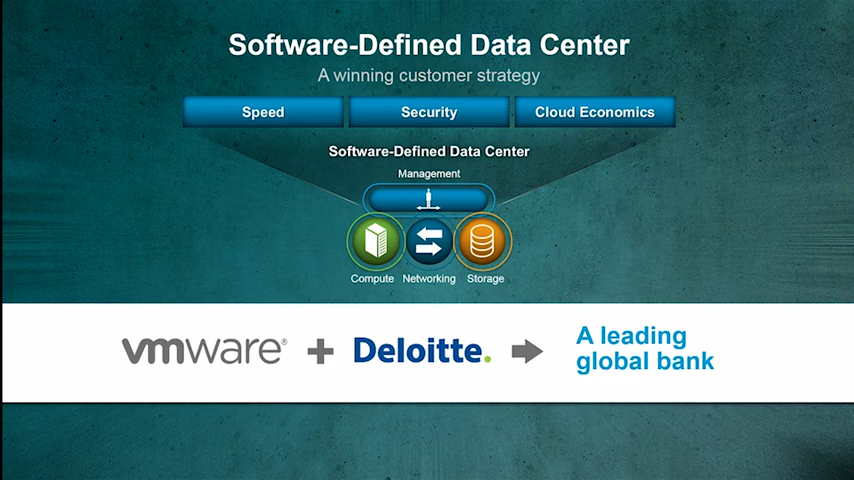 Software-Defined Data Center
A winning customer strategy
Speed
Security
Cloud Economics
Software-Defined Data Center
Management
Compute
Networking
Storage
vmware®
+
Deloitte.
A leading
global bank